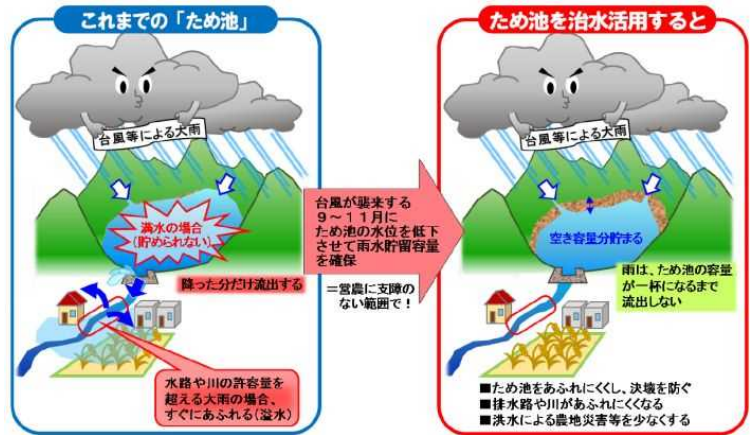 これまでの「ため池」
台風等による大雨
満水の場合
(貯められない)
降った分だけ流出する
水路や川の許容量を
超える大雨の場合、
すぐにあふれる(溢水)
台風が襲来する
9～11月に
ため池の水位を低下
させて雨水貯留容量
を確保
＝営農に支障の
ない範囲で！
ため池を治水活用すると
台風等による大雨
空き容量分貯まる
雨は、ため池の容量
が一杯になるまで
流出しない
■ため池をあふれにくくし、決壊を防ぐ
■排水路や川があふれにくくなる
■洪水による農地災害等を少なくする